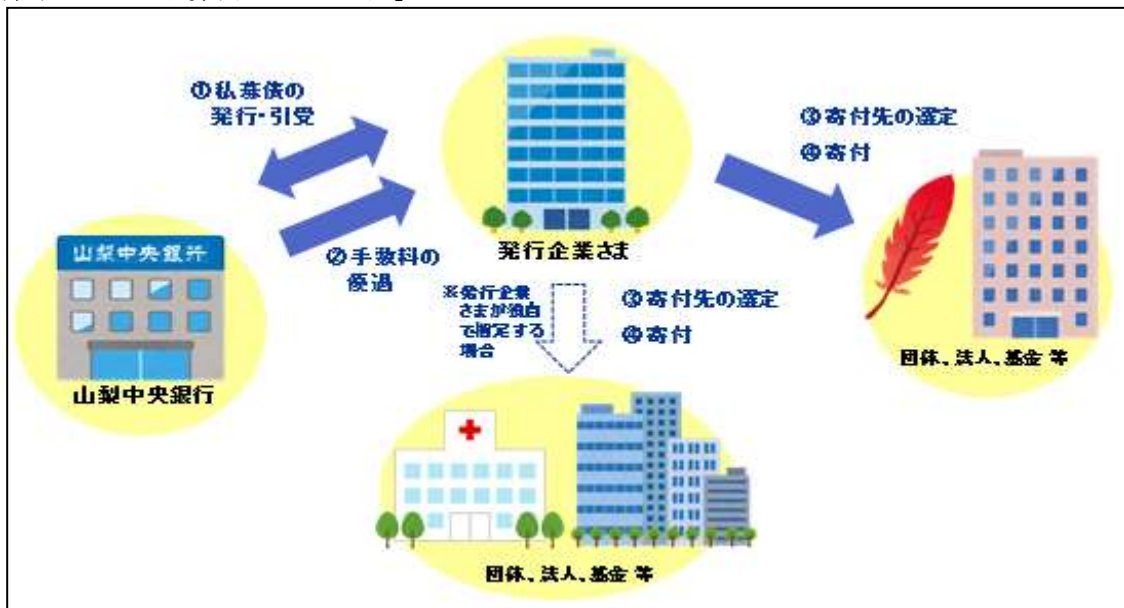 ①私募債の
発行・引受
山梨中央銀行
山梨中央銀行
②手数料の
優遇
発行企業さま
③寄付先の選定
④寄付
団体、法人、基金 等
※発行企業
さまが独自
で指定する
場合
③寄付先の選定
④寄付
団体、法人、基金 等